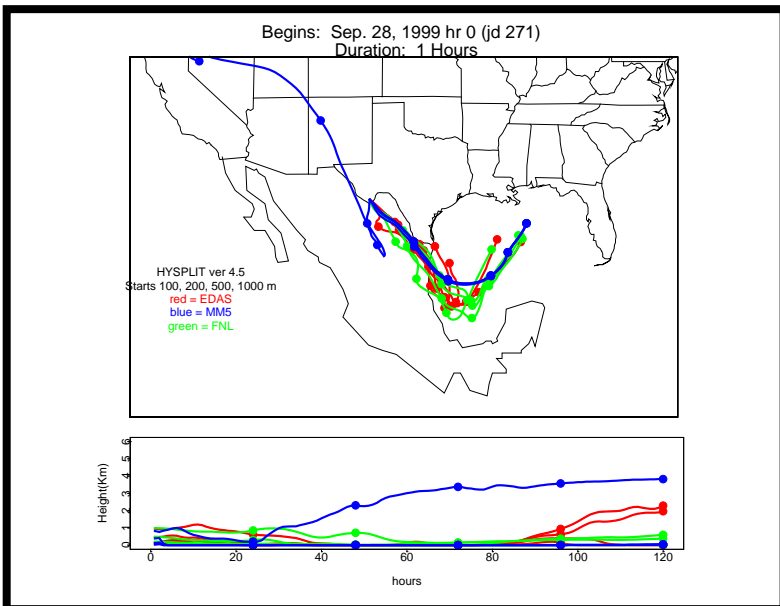 Begins:  Sep. 28, 1999 hr 0 (jd 271)
Duration:  1 Hours
HYSPLIT ver 4.5
Starts 100, 200, 500, 1000 m
red = EDAS
blue = MM5
green = FNL
Height(Km)
6
5
4
3
2
1
0
0 20 40 60 80 100 120
hours